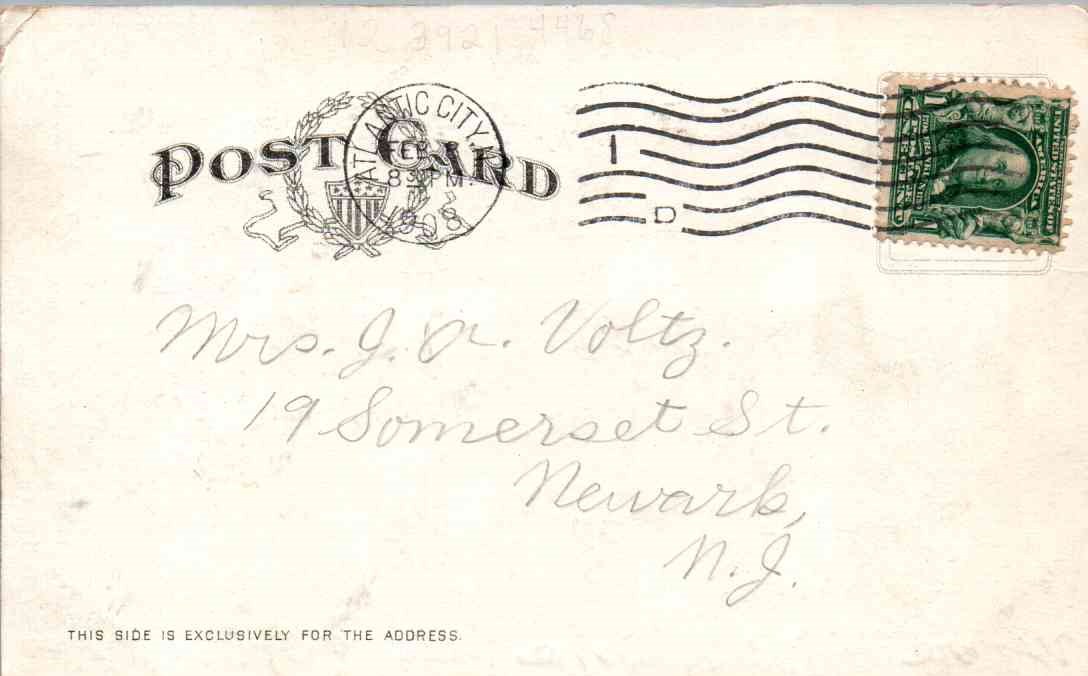 12 3921 4468
POST CARD
ATLANTIC CITY,
FEB
8 30 PM
1908
1
D
Mrs. J. A. Voltz.
19 Somerset St.
Newark,
N. J.
THIS SIDE IS EXCLUSIVELY FOR THE ADDRESS.